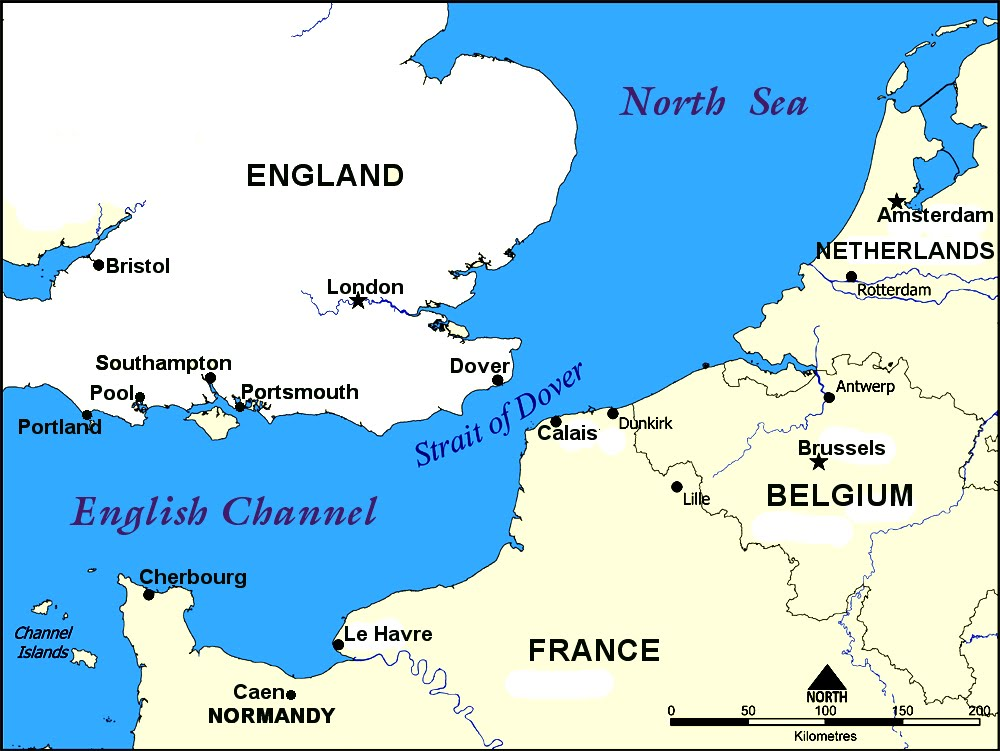 North Sea
ENGLAND
Amsterdam
NETHERLANDS
Bristol
London
Rotterdam
Southampton
Dover
Pool
Portsmouth
Antwerp
Portland
Strait of Dover
Calais
Dunkirk
Brussels
Lille
BELGIUM
English Channel
Cherbourg
Channel
Islands
Le Havre
FRANCE
Caen
NORMANDY
NORTH
0 50 100 150 200
Kilometres